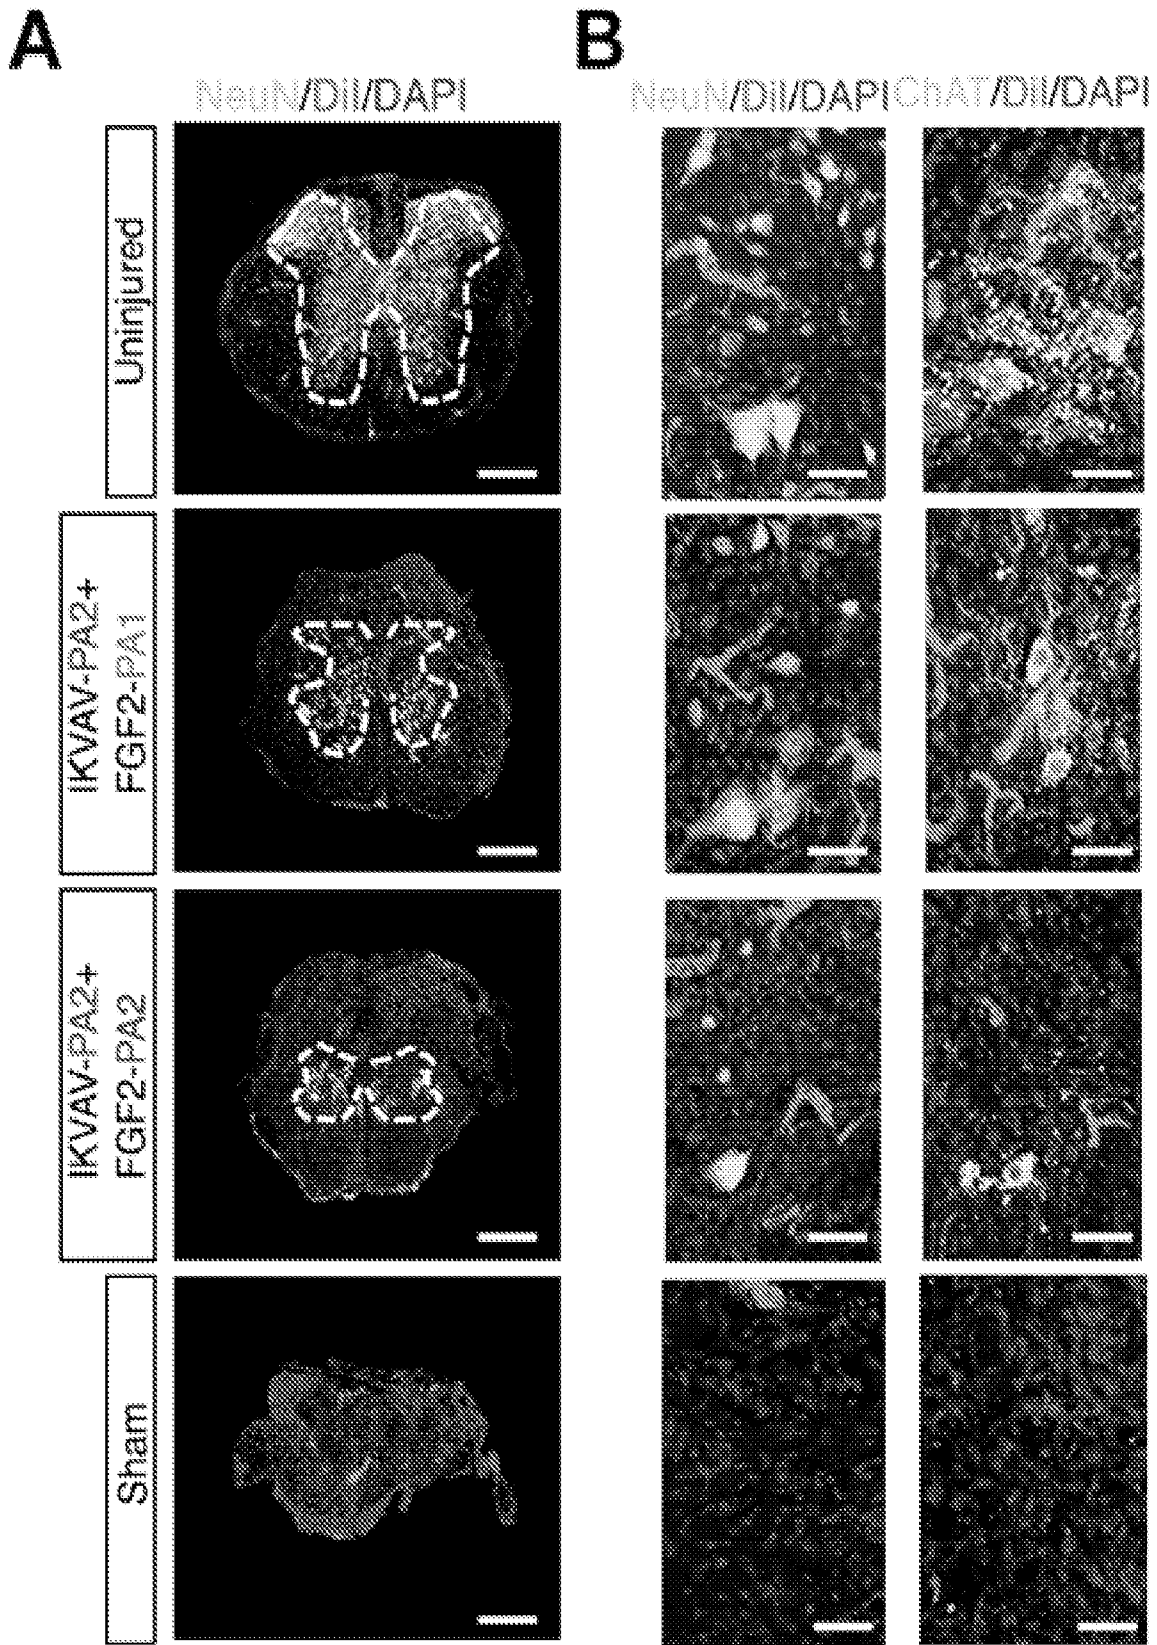 A
B
NeuN/DiI/DAPI
NeuN/DiI/DAPI
ChAT/DiI/DAPI
Uninjured
IKVAV-PA2+
FGF2-PA1
IKVAV-PA2+
FGF2-PA2
Sham